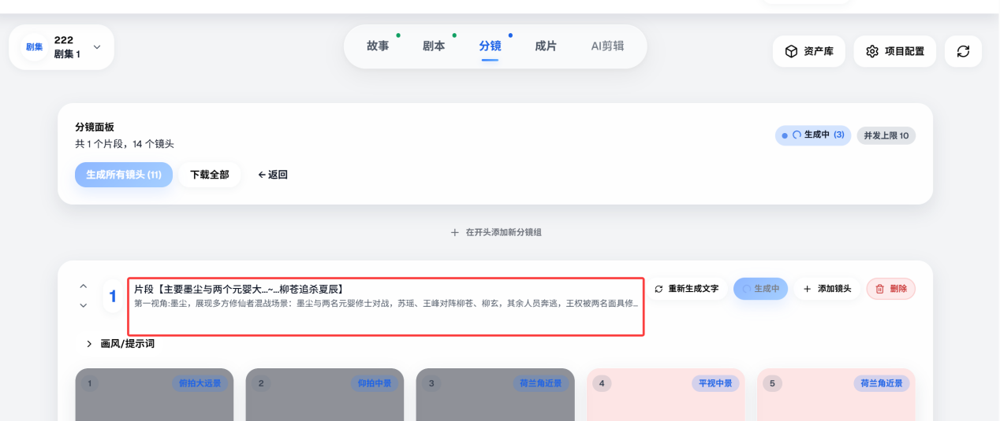 剧集
222
剧集 1
故事
剧本
分镜
成片
AI剪辑
资产库
项目配置
分镜面板
共 1 个片段，14 个镜头
生成中 (3)
并发上限 10
生成所有镜头 (11)
下载全部
←返回
+ 在开头添加新分镜组
1
片段【主要墨尘与两个元婴大...~...柳苍追杀夏辰】
第一视角:墨尘，展现多方修仙者混战场景：墨尘与两名元婴修士对战，苏瑶、王峰对阵柳苍、柳玄，其余人员奔逃，王权被两名面具修...
重新生成文字
生成中
+ 添加镜头
删除
> 画风/提示词
1
俯拍大远景
2
仰拍中景
3
荷兰角近景
4
平视中景
5
荷兰角近景